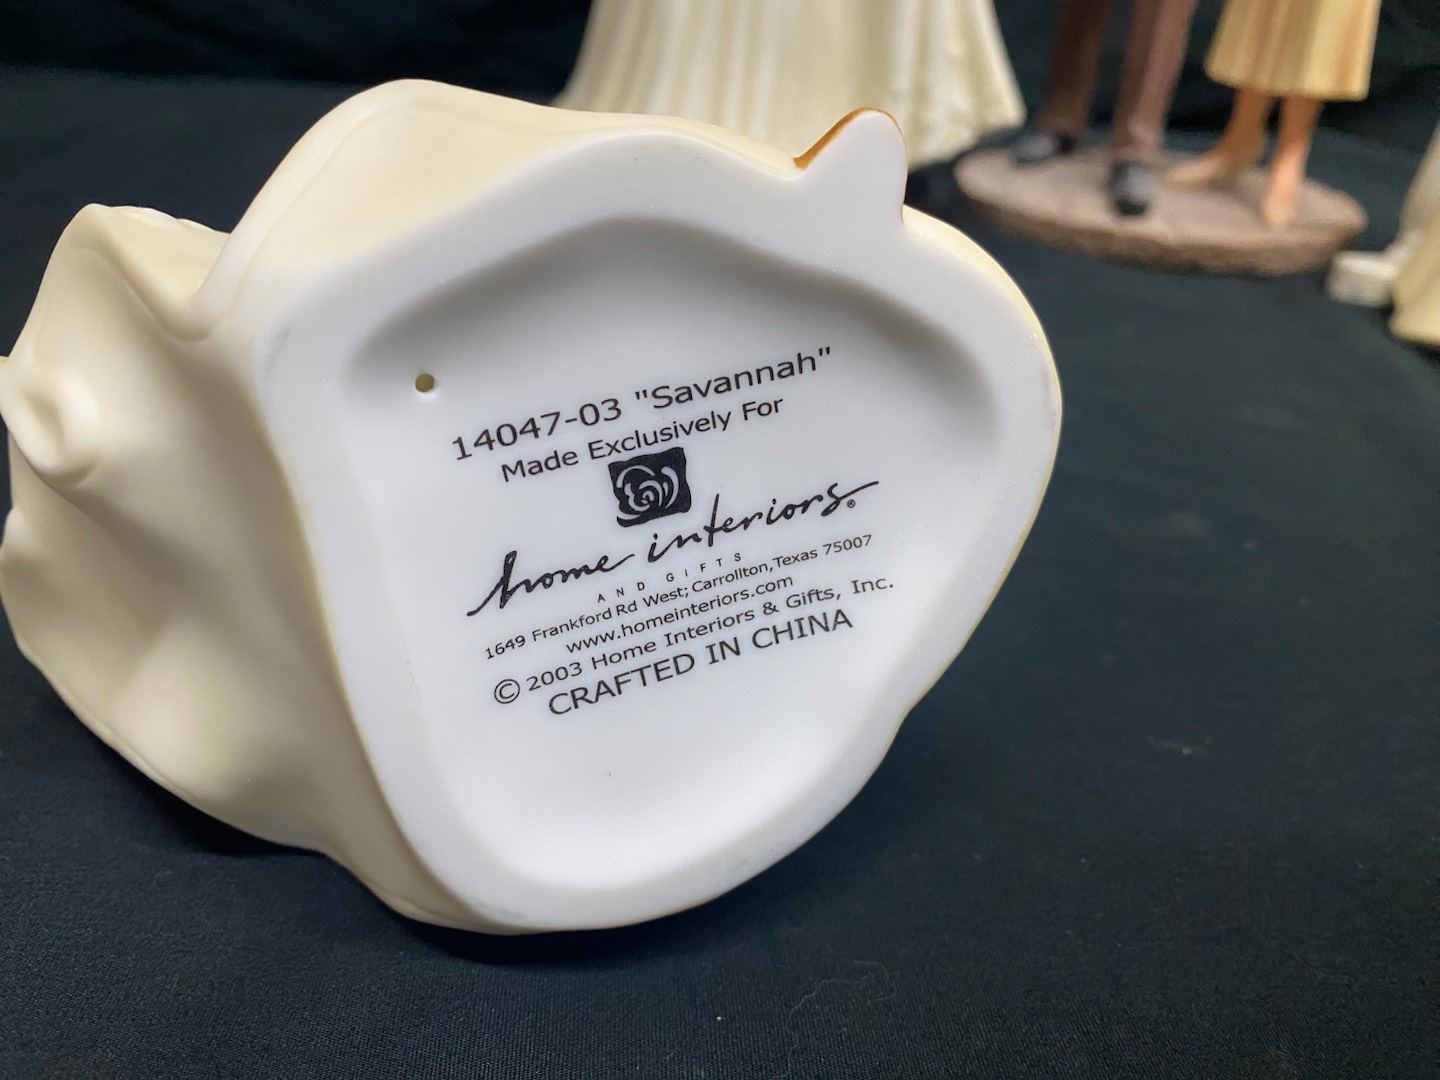 14047-03 "Savannah"
Made Exclusively For
home interiors®
AND GIFTS
1649 Frankford Rd West; Carrollton, Texas 75007
www.homeinteriors.com
© 2003 Home Interiors & Gifts, Inc.
CRAFTED IN CHINA